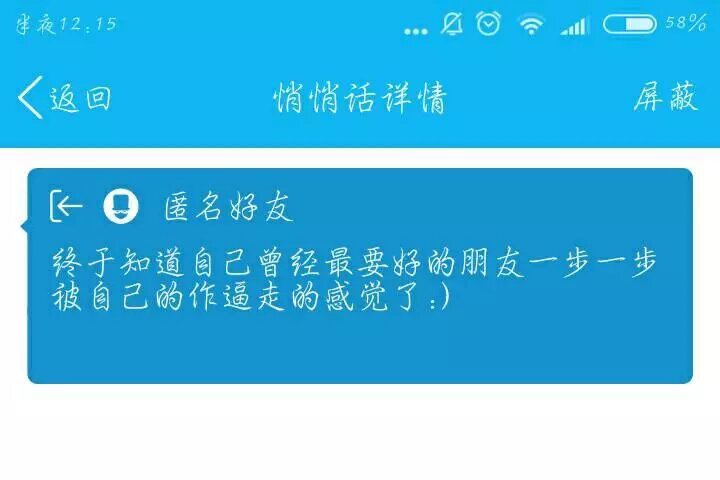 半夜12:15 58%
返回 悄悄话详情 屏蔽
匿名好友
终于知道自己曾经最要好的朋友一步一步
被自己的作逼走的感觉了:)